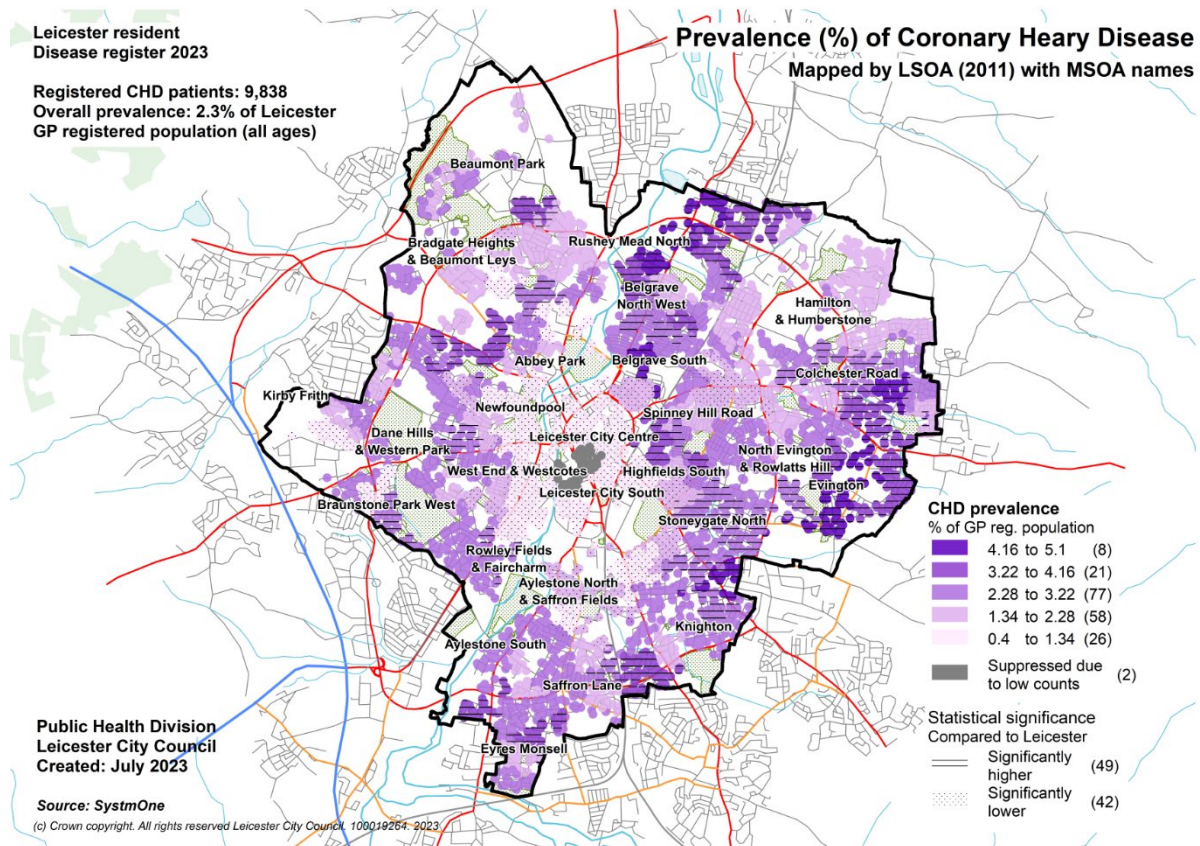 Leicester resident
Disease register 2023
Registered CHD patients: 9,838
Overall prevalence: 2.3% of Leicester
GP registered population (all ages)
Prevalence (%) of Coronary Heary Disease
Mapped by LSOA (2011) with MSOA names
Beaumont Park
Bradgate Heights
& Beaumont Leys
Rushey Mead North
Belgrave
North West
Hamilton
& Humberstone
Abbey Park
Belgrave South
Colchester Road
Kirby Frith
Newfoundpool
Spinney Hill Road
Dane Hills
& Western Park
Leicester City Centre
North Evington
& Rowlatts Hill
West End & Westcotes
Highfields South
Evington
Leicester City South
Braunstone Park West
Stoneygate North
Rowley Fields
& Faircharm
Aylestone North
& Saffron Fields
Knighton
Aylestone South
Saffron Lane
Eyres Monsell
CHD prevalence
% of GP reg. population
4.16 to 5.1 (8)
3.22 to 4.16 (21)
2.28 to 3.22 (77)
1.34 to 2.28 (58)
0.4 to 1.34 (26)
Suppressed due
to low counts (2)
Statistical significance
Compared to Leicester
Significantly
higher (49)
Significantly
lower (42)
Public Health Division
Leicester City Council
Created: July 2023
Source: SystmOne
(c) Crown copyright. All rights reserved Leicester City Council. 100019264. 2023